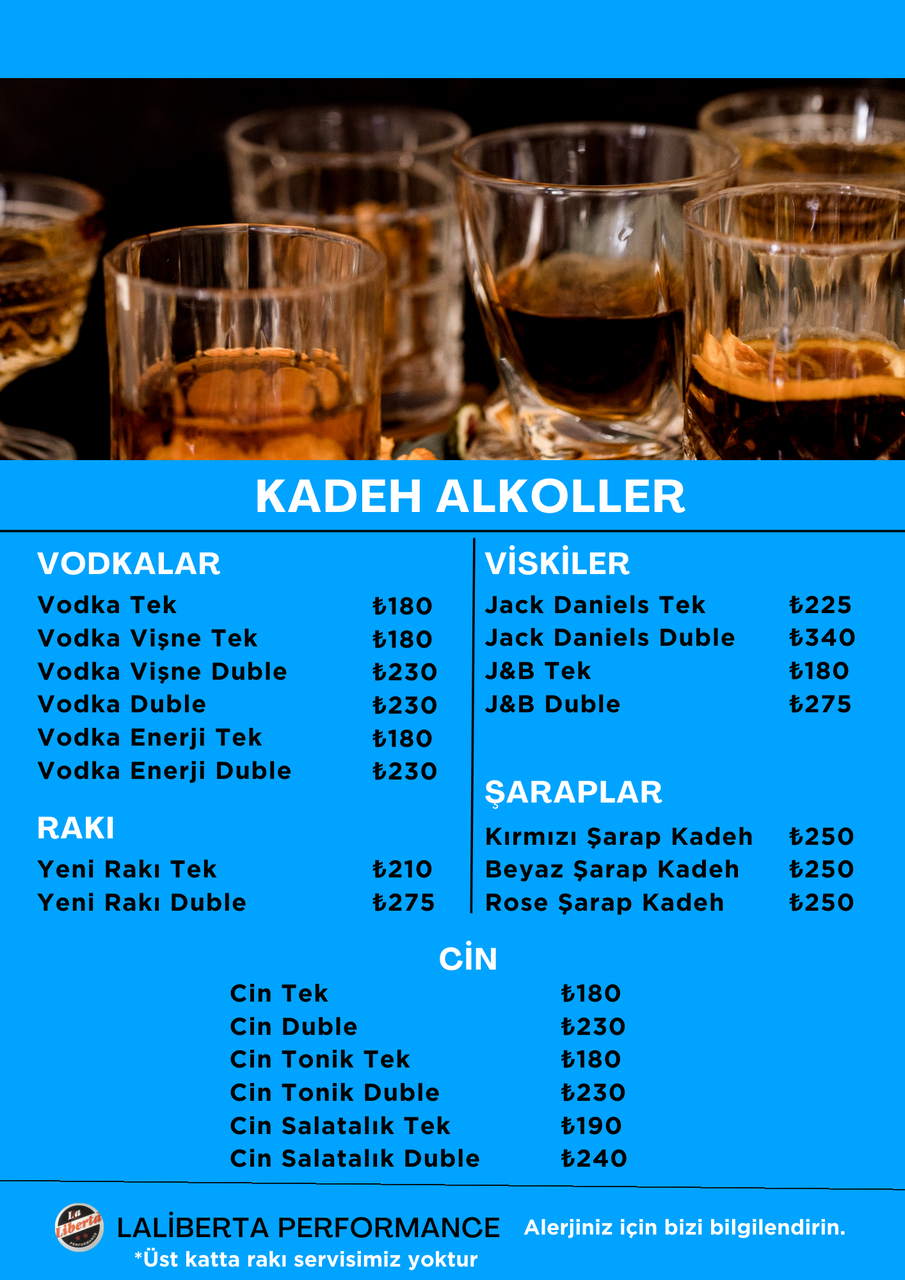 KADEH ALKOLLER
VODKALAR
Vodka Tek ₺180
Vodka Vişne Tek ₺180
Vodka Vişne Duble ₺230
Vodka Duble ₺230
Vodka Enerji Tek ₺180
Vodka Enerji Duble ₺230
RAKI
Yeni Rakı Tek ₺210
Yeni Rakı Duble ₺275
VİSKİLER
Jack Daniels Tek ₺225
Jack Daniels Duble ₺340
J&B Tek ₺180
J&B Duble ₺275
ŞARAPLAR
Kırmızı Şarap Kadeh ₺250
Beyaz Şarap Kadeh ₺250
Rose Şarap Kadeh ₺250
CİN
Cin Tek ₺180
Cin Duble ₺230
Cin Tonik Tek ₺180
Cin Tonik Duble ₺230
Cin Salatalık Tek ₺190
Cin Salatalık Duble ₺240
La
Liberta
PERFORMANCE
LALİBERTA PERFORMANCE
Alerjiniz için bizi bilgilendirin.
*Üst katta rakı servisimiz yoktur